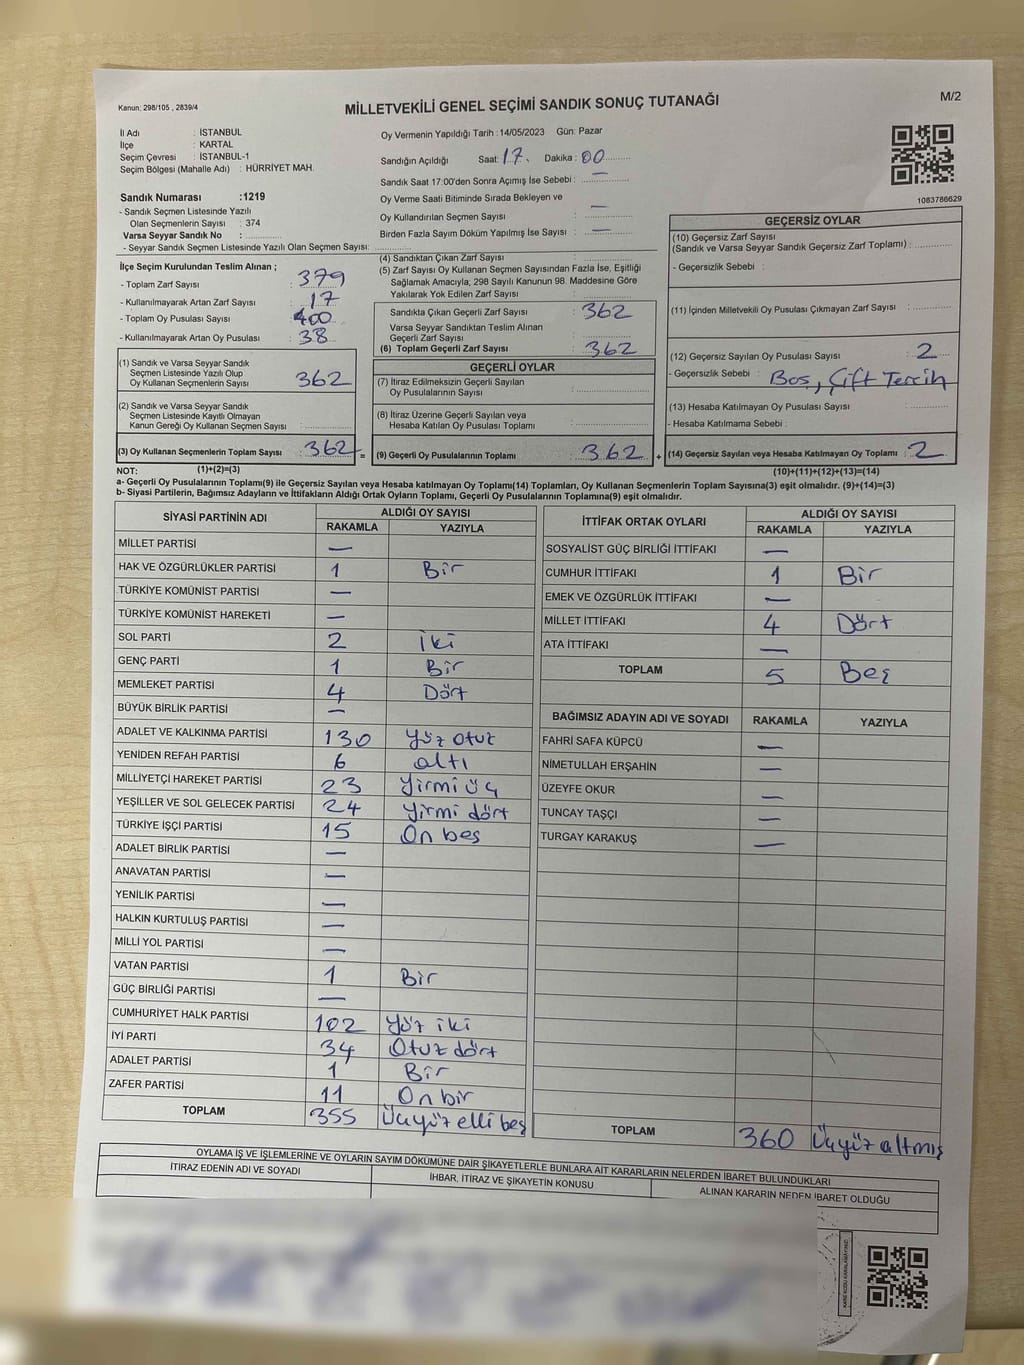 Kanun: 298/105 , 2839/4
MİLLETVEKİLİ GENEL SEÇİMİ SANDIK SONUÇ TUTANAĞI
M/2
İl Adı : İSTANBUL
İlçe : KARTAL
Seçim Çevresi : İSTANBUL-1
Seçim Bölgesi (Mahalle Adı) : HÜRRİYET MAH.
Sandık Numarası :1219
- Sandık Seçmen Listesinde Yazılı
Olan Seçmenlerin Sayısı : 374
Varsa Seyyar Sandık No :
- Seyyar Sandık Seçmen Listesinde Yazılı Olan Seçmen Sayısı:
Oy Vermenin Yapıldığı Tarih :14/05/2023 Gün: Pazar
Sandığın Açıldığı Saat: 17. Dakika : 00
Sandık Saat 17:00'den Sonra Açımış İse Sebebi : —
Oy Verme Saati Bitiminde Sırada Bekleyen ve
Oy Kullandırılan Seçmen Sayısı : —
Birden Fazla Sayım Döküm Yapılmış İse Sayısı : —
1083786629
İlçe Seçim Kurulundan Teslim Alınan ;
- Toplam Zarf Sayısı : 379
- Kullanılmayarak Artan Zarf Sayısı : 17
- Toplam Oy Pusulası Sayısı : 400
- Kullanılmayarak Artan Oy Pusulası : 38
(1) Sandık ve Varsa Seyyar Sandık
Seçmen Listesinde Yazılı Olup
Oy Kullanan Seçmenlerin Sayısı : 362
(2) Sandık ve Varsa Seyyar Sandık
Seçmen Listesinde Kayıtlı Olmayan
Kanun Gereği Oy Kullanan Seçmen Sayısı :
(3) Oy Kullanan Seçmenlerin Toplam Sayısı : 362 =
(4) Sandıktan Çıkan Zarf Sayısı :
(5) Zarf Sayısı Oy Kullanan Seçmen Sayısından Fazla İse, Eşitliği
Sağlamak Amacıyla; 298 Sayılı Kanunun 98. Maddesine Göre
Yakılarak Yok Edilen Zarf Sayısı :
Sandıkta Çıkan Geçerli Zarf Sayısı : 362
Varsa Seyyar Sandıktan Teslim Alınan
Geçerli Zarf Sayısı :
(6) Toplam Geçerli Zarf Sayısı : 362
GEÇERLİ OYLAR
(7) İtiraz Edilmeksizin Geçerli Sayılan
Oy Pusulalarının Sayısı :
(8) İtiraz Üzerine Geçerli Sayılan veya
Hesaba Katılan Oy Pusulası Toplamı :
(9) Geçerli Oy Pusulalarının Toplamı : 362 +
GEÇERSİZ OYLAR
(10) Geçersiz Zarf Sayısı
(Sandık ve Varsa Seyyar Sandık Geçersiz Zarf Toplamı) :
- Geçersizlik Sebebi :
(11) İçinden Milletvekili Oy Pusulası Çıkmayan Zarf Sayısı :
(12) Geçersiz Sayılan Oy Pusulası Sayısı : 2
- Geçersizlik Sebebi : Boş, Çift Tercih
(13) Hesaba Katılmayan Oy Pusulası Sayısı :
- Hesaba Katılmama Sebebi :
(14) Geçersiz Sayılan veya Hesaba Katılmayan Oy Toplamı : 2
NOT: (1)+(2)=(3) (10)+(11)+(12)+(13)=(14)
a- Geçerli Oy Pusulalarının Toplamı(9) ile Geçersiz Sayılan veya Hesaba katılmayan Oy Toplamı(14) Toplamları, Oy Kullanan Seçmenlerin Toplam Sayısına(3) eşit olmalıdır. (9)+(14)=(3)
b- Siyasi Partilerin, Bağımsız Adayların ve İttifakların Aldığı Ortak Oyların Toplamı, Geçerli Oy Pusulalarının Toplamına(9) eşit olmalıdır.
SİYASİ PARTİNİN ADI ALDIĞI OY SAYISI
RAKAMLA YAZIYLA
MİLLET PARTİSİ —
HAK VE ÖZGÜRLÜKLER PARTİSİ 1 Bir
TÜRKİYE KOMÜNİST PARTİSİ —
TÜRKİYE KOMÜNİST HAREKETİ —
SOL PARTİ 2 İki
GENÇ PARTİ 1 Bir
MEMLEKET PARTİSİ 4 Dört
BÜYÜK BİRLİK PARTİSİ —
ADALET VE KALKINMA PARTİSİ 130 Yüz otuz
YENİDEN REFAH PARTİSİ 6 altı
MİLLİYETÇİ HAREKET PARTİSİ 23 Yirmi üç
YEŞİLLER VE SOL GELECEK PARTİSİ 24 Yirmi dört
TÜRKİYE İŞÇİ PARTİSİ 15 On beş
ADALET BİRLİK PARTİSİ —
ANAVATAN PARTİSİ —
YENİLİK PARTİSİ —
HALKIN KURTULUŞ PARTİSİ —
MİLLİ YOL PARTİSİ —
VATAN PARTİSİ 1 Bir
GÜÇ BİRLİĞİ PARTİSİ —
CUMHURİYET HALK PARTİSİ 102 Yüz iki
İYİ PARTİ 34 Otuz dört
ADALET PARTİSİ 1 Bir
ZAFER PARTİSİ 11 On bir
TOPLAM 355 Üçyüz elli beş
İTTİFAK ORTAK OYLARI ALDIĞI OY SAYISI
RAKAMLA YAZIYLA
SOSYALİST GÜÇ BİRLİĞİ İTTİFAKI —
CUMHUR İTTİFAKI 1 Bir
EMEK VE ÖZGÜRLÜK İTTİFAKI —
MİLLET İTTİFAKI 4 Dört
ATA İTTİFAKI —
TOPLAM 5 Beş
BAĞIMSIZ ADAYIN ADI VE SOYADI RAKAMLA YAZIYLA
FAHRİ SAFA KÜPCÜ —
NİMETULLAH ERŞAHİN —
ÜZEYFE OKUR —
TUNCAY TAŞÇI —
TURGAY KARAKUŞ —
TOPLAM 360 Üçyüz altmış
OYLAMA İŞ VE İŞLEMLERİNE VE OYLARIN SAYIM DÖKÜMÜNE DAİR ŞİKAYETLERLE BUNLARA AİT KARARLARIN NELERDEN İBARET BULUNDUKLARI
İTİRAZ EDENİN ADI VE SOYADI İHBAR, İTİRAZ VE ŞİKAYETİN KONUSU ALINAN KARARIN NEDEN İBARET OLDUĞU